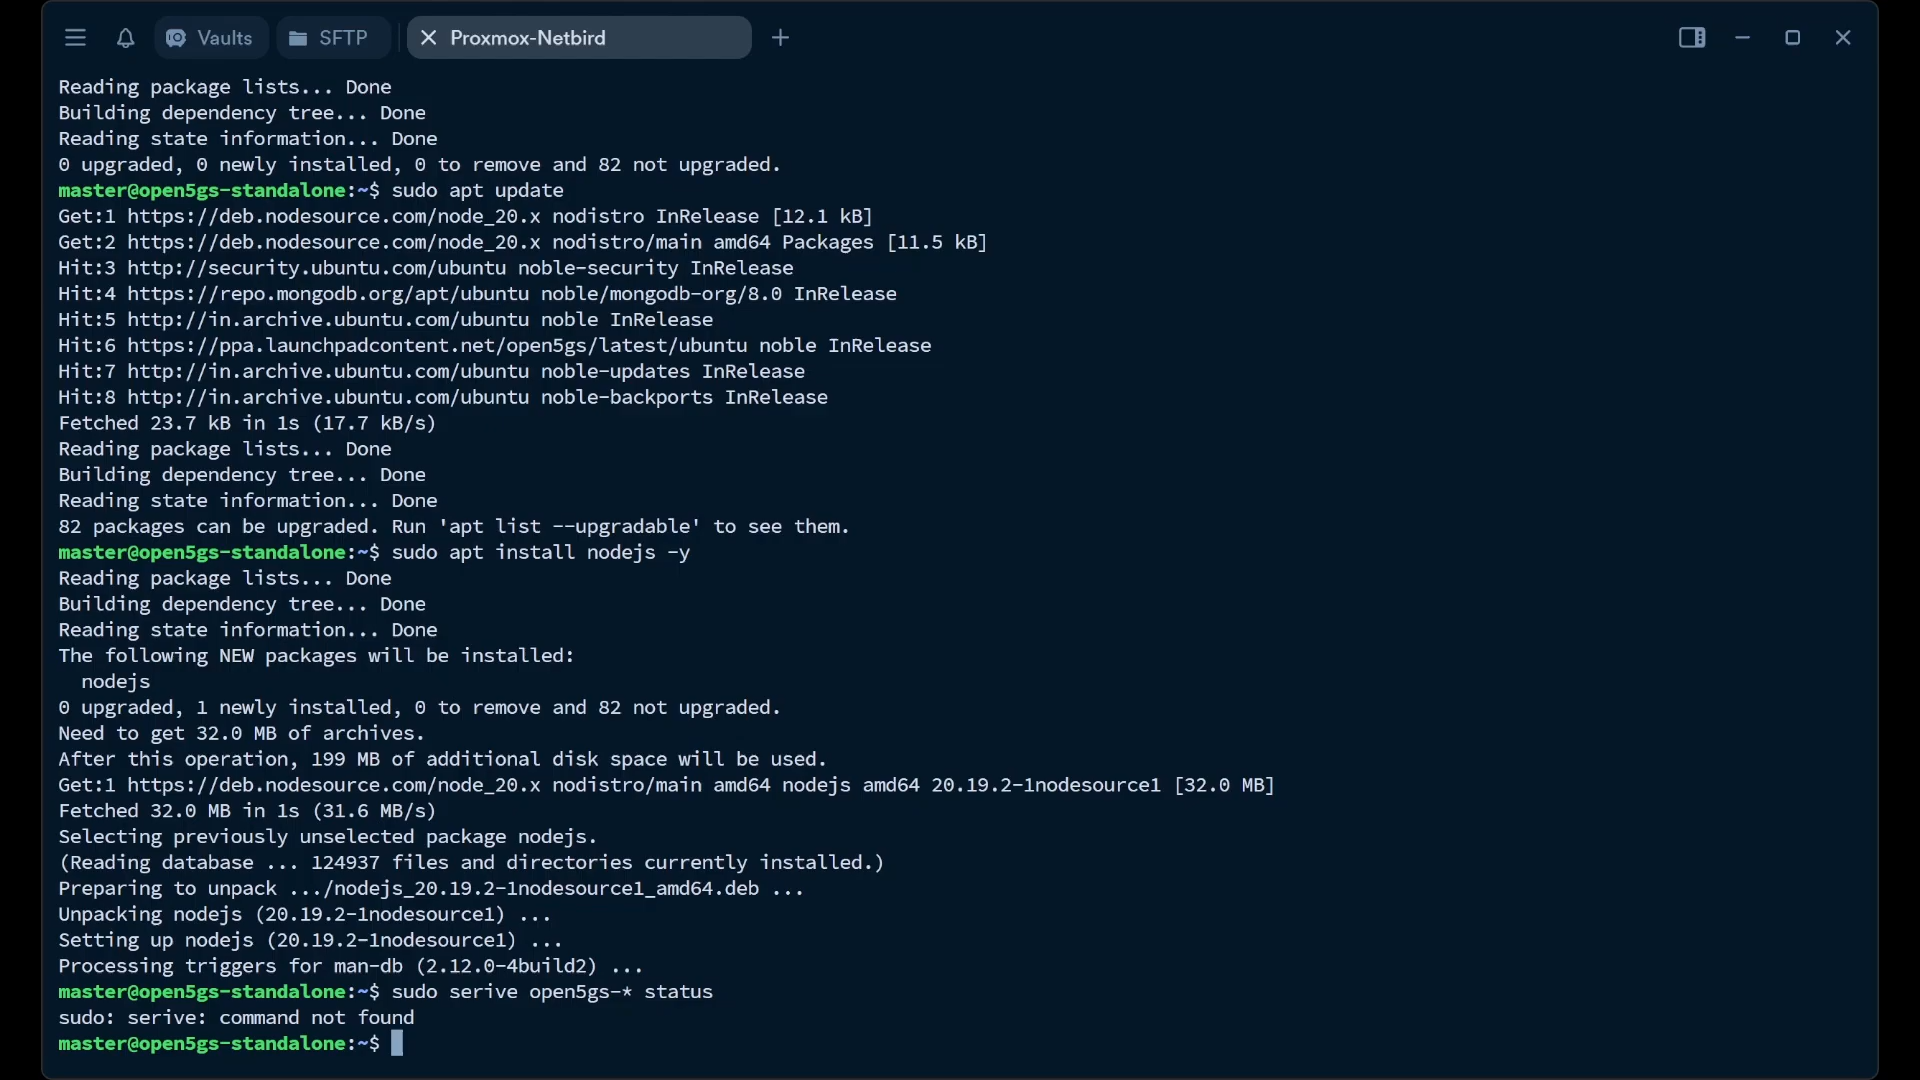 Vaults SFTP Proxmox-Netbird
Reading package lists... Done
Building dependency tree... Done
Reading state information... Done
0 upgraded, 0 newly installed, 0 to remove and 82 not upgraded.
master@open5gs-standalone:~$ sudo apt update
Get:1 https://deb.nodesource.com/node_20.x nodistro InRelease [12.1 kB]
Get:2 https://deb.nodesource.com/node_20.x nodistro/main amd64 Packages [11.5 kB]
Hit:3 http://security.ubuntu.com/ubuntu noble-security InRelease
Hit:4 https://repo.mongodb.org/apt/ubuntu noble/mongodb-org/8.0 InRelease
Hit:5 http://in.archive.ubuntu.com/ubuntu noble InRelease
Hit:6 https://ppa.launchpadcontent.net/open5gs/latest/ubuntu noble InRelease
Hit:7 http://in.archive.ubuntu.com/ubuntu noble-updates InRelease
Hit:8 http://in.archive.ubuntu.com/ubuntu noble-backports InRelease
Fetched 23.7 kB in 1s (17.7 kB/s)
Reading package lists... Done
Building dependency tree... Done
Reading state information... Done
82 packages can be upgraded. Run 'apt list --upgradable' to see them.
master@open5gs-standalone:~$ sudo apt install nodejs -y
Reading package lists... Done
Building dependency tree... Done
Reading state information... Done
The following NEW packages will be installed:
  nodejs
0 upgraded, 1 newly installed, 0 to remove and 82 not upgraded.
Need to get 32.0 MB of archives.
After this operation, 199 MB of additional disk space will be used.
Get:1 https://deb.nodesource.com/node_20.x nodistro/main amd64 nodejs amd64 20.19.2-1nodesource1 [32.0 MB]
Fetched 32.0 MB in 1s (31.6 MB/s)
Selecting previously unselected package nodejs.
(Reading database ... 124937 files and directories currently installed.)
Preparing to unpack .../nodejs_20.19.2-1nodesource1_amd64.deb ...
Unpacking nodejs (20.19.2-1nodesource1) ...
Setting up nodejs (20.19.2-1nodesource1) ...
Processing triggers for man-db (2.12.0-4build2) ...
master@open5gs-standalone:~$ sudo serive open5gs-* status
sudo: serive: command not found
master@open5gs-standalone:~$